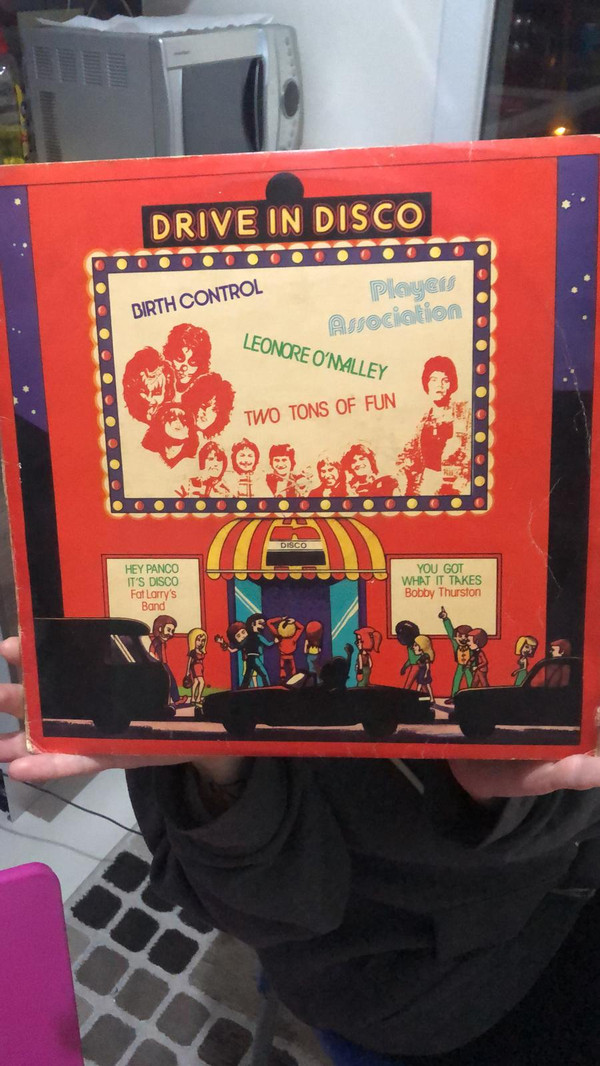 DRIVE IN DISCO
BIRTH CONTROL
Players
Association
LEONORE O'NALLEY
TWO TONS OF FUN
DISCO
HEY PANCO
IT'S DISCO
Fat Larry's
Band
YOU GOT
WHAT IT TAKES
Bobby Thurston